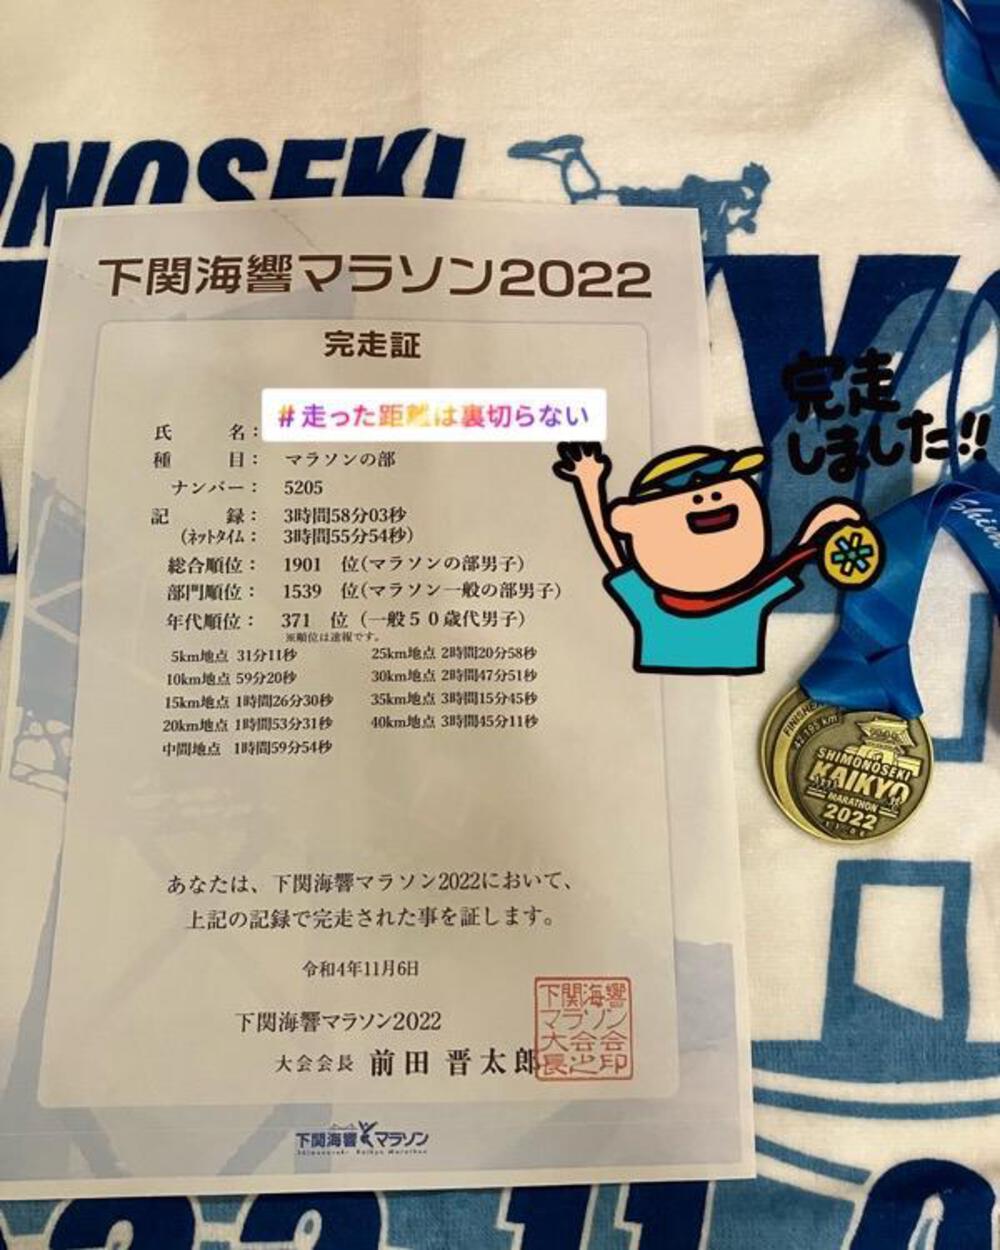 ONOSEKI
下関海響マラソン2022
完走証
#走った距離は裏切らない
氏 名：
種 目： マラソンの部
ナンバー： 5205
記 録： 3時間58分03秒
（ネットタイム： 3時間55分54秒）
総合順位： 1901 位（マラソンの部男子）
部門順位： 1539 位（マラソン一般の部男子）
年代順位： 371 位（一般５０歳代男子）
※順位は速報です。
5km地点 31分11秒 25km地点 2時間20分58秒
10km地点 59分20秒 30km地点 2時間47分51秒
15km地点 1時間26分30秒 35km地点 3時間15分45秒
20km地点 1時間53分31秒 40km地点 3時間45分11秒
中間地点 1時間59分54秒
あなたは、下関海響マラソン2022において、
上記の記録で完走された事を証します。
令和4年11月6日
下関海響マラソン2022
大会会長 前田 晋太郎
下関海響
マラソン
大会会
長之印
下関海響マラソン
Shimonoseki Kaikyo Marathon
完走
しました!!
FINISHER
42.195 km
SHIMONOSEKI
KAIKYO
MARATHON
2022